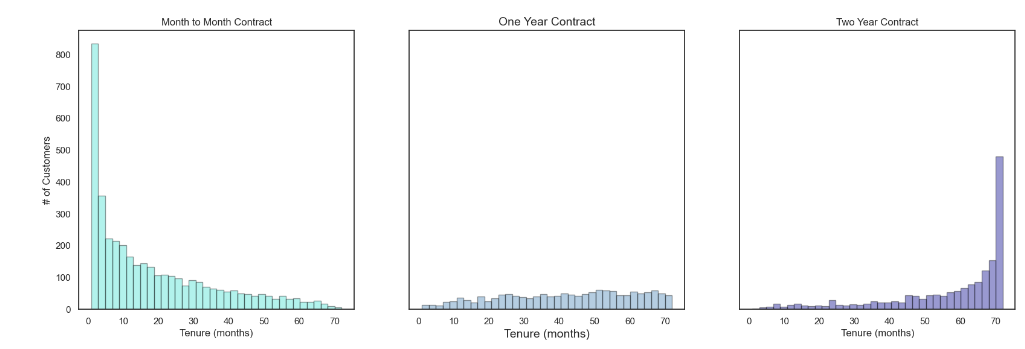 Month to Month Contract
One Year Contract
Two Year Contract
# of Customers
800
700
600
500
400
300
200
100
0
0 10 20 30 40 50 60 70
0 10 20 30 40 50 60 70
0 10 20 30 40 50 60 70
Tenure (months)
Tenure (months)
Tenure (months)